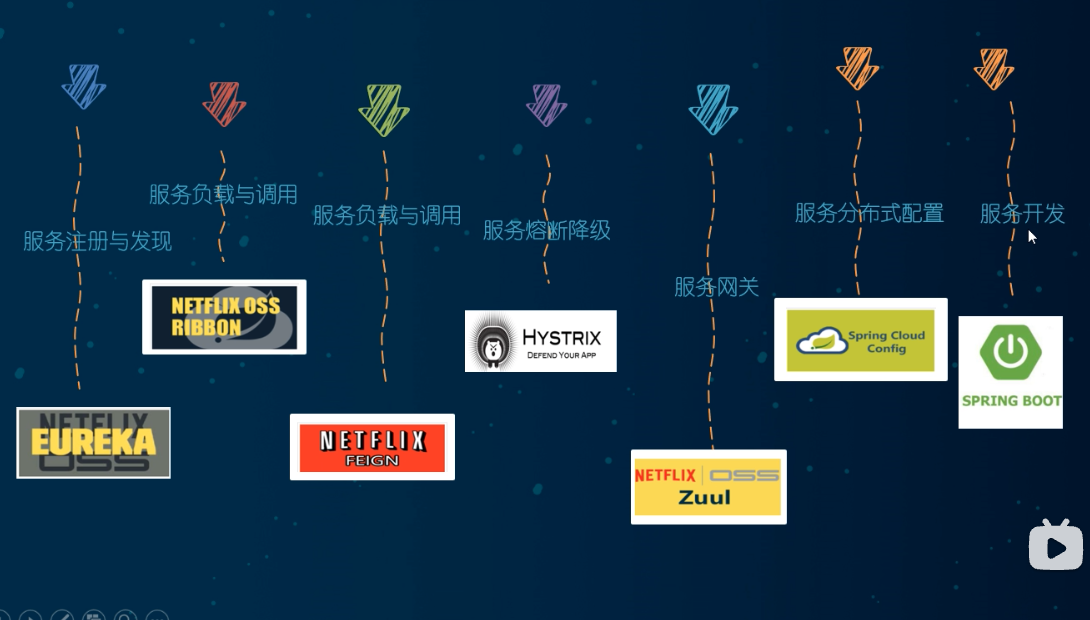 服务注册与发现
NETFLIX
EUREKA
OSS
服务负载与调用
NETFLIX OSS
RIBBON
服务负载与调用
NETFLIX
FEIGN
服务熔断降级
HYSTRIX
DEFEND YOUR APP
服务网关
NETFLIX OSS
Zuul
服务分布式配置
Spring Cloud
Config
服务开发
SPRING BOOT